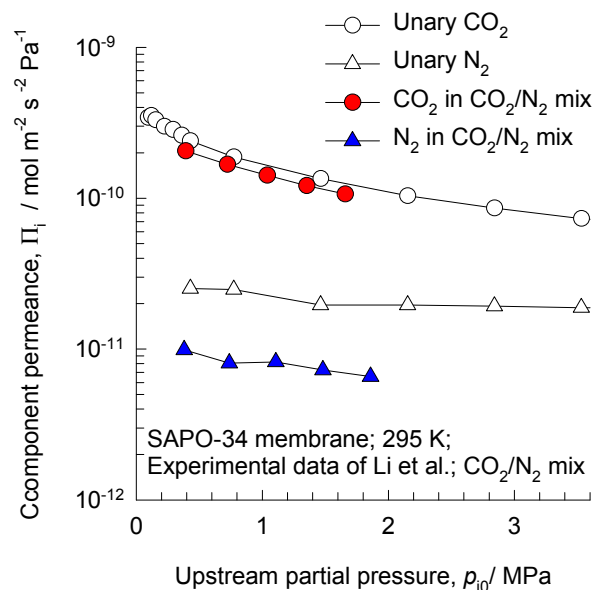 Unary CO₂
Unary N₂
CO₂ in CO₂/N₂ mix
N₂ in CO₂/N₂ mix
Ccomponent permeance, Πᵢ / mol m⁻² s⁻² Pa⁻¹
10⁻⁹
10⁻¹⁰
10⁻¹¹
10⁻¹²
SAPO-34 membrane; 295 K;
Experimental data of Li et al.; CO₂/N₂ mix
0 1 2 3
Upstream partial pressure, pᵢ₀/ MPa